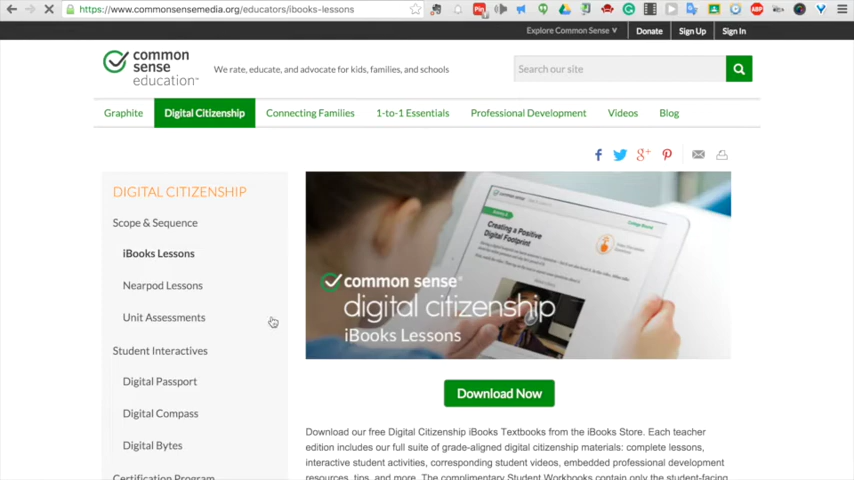 https://www.commonsensemedia.org/educators/ibooks-lessons
Explore Common Sense
Donate
Sign Up
Sign In
common
sense
education™
We rate, educate, and advocate for kids, families, and schools
Search our site
Graphite
Digital Citizenship
Connecting Families
1-to-1 Essentials
Professional Development
Videos
Blog
DIGITAL CITIZENSHIP
Scope & Sequence
iBooks Lessons
Nearpod Lessons
Unit Assessments
Student Interactives
Digital Passport
Digital Compass
Digital Bytes
Certification Program
Creating a Positive
Digital Footprint
common sense®
digital citizenship
iBooks Lessons
Download Now
Download our free Digital Citizenship iBooks Textbooks from the iBooks Store. Each teacher
edition includes our full suite of grade-aligned digital citizenship materials: complete lessons,
interactive student activities, corresponding student videos, embedded professional development
resources, tips, and more. The complimentary Student Workbooks contain only the student-facing